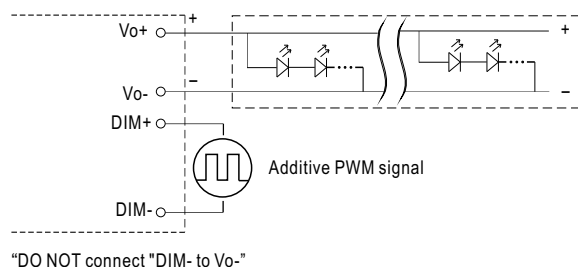 Vo+
+
+
Vo-
−
−
DIM+
Additive PWM signal
DIM-
“DO NOT connect "DIM- to Vo-”